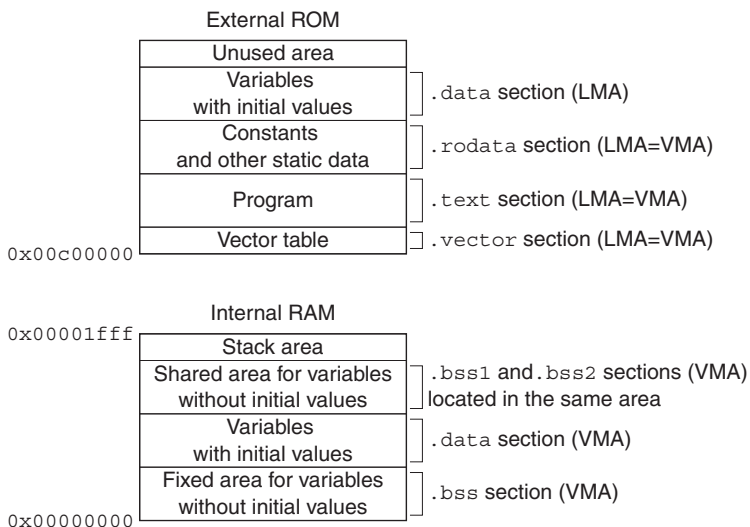 External ROM
Unused area
Variables
with initial values
.data section (LMA)
Constants
and other static data
.rodata section (LMA=VMA)
Program
.text section (LMA=VMA)
Vector table
.vector section (LMA=VMA)
0x00c00000
Internal RAM
0x00001fff
Stack area
Shared area for variables
without initial values
.bss1 and .bss2 sections (VMA)
located in the same area
Variables
with initial values
.data section (VMA)
Fixed area for variables
without initial values
.bss section (VMA)
0x00000000